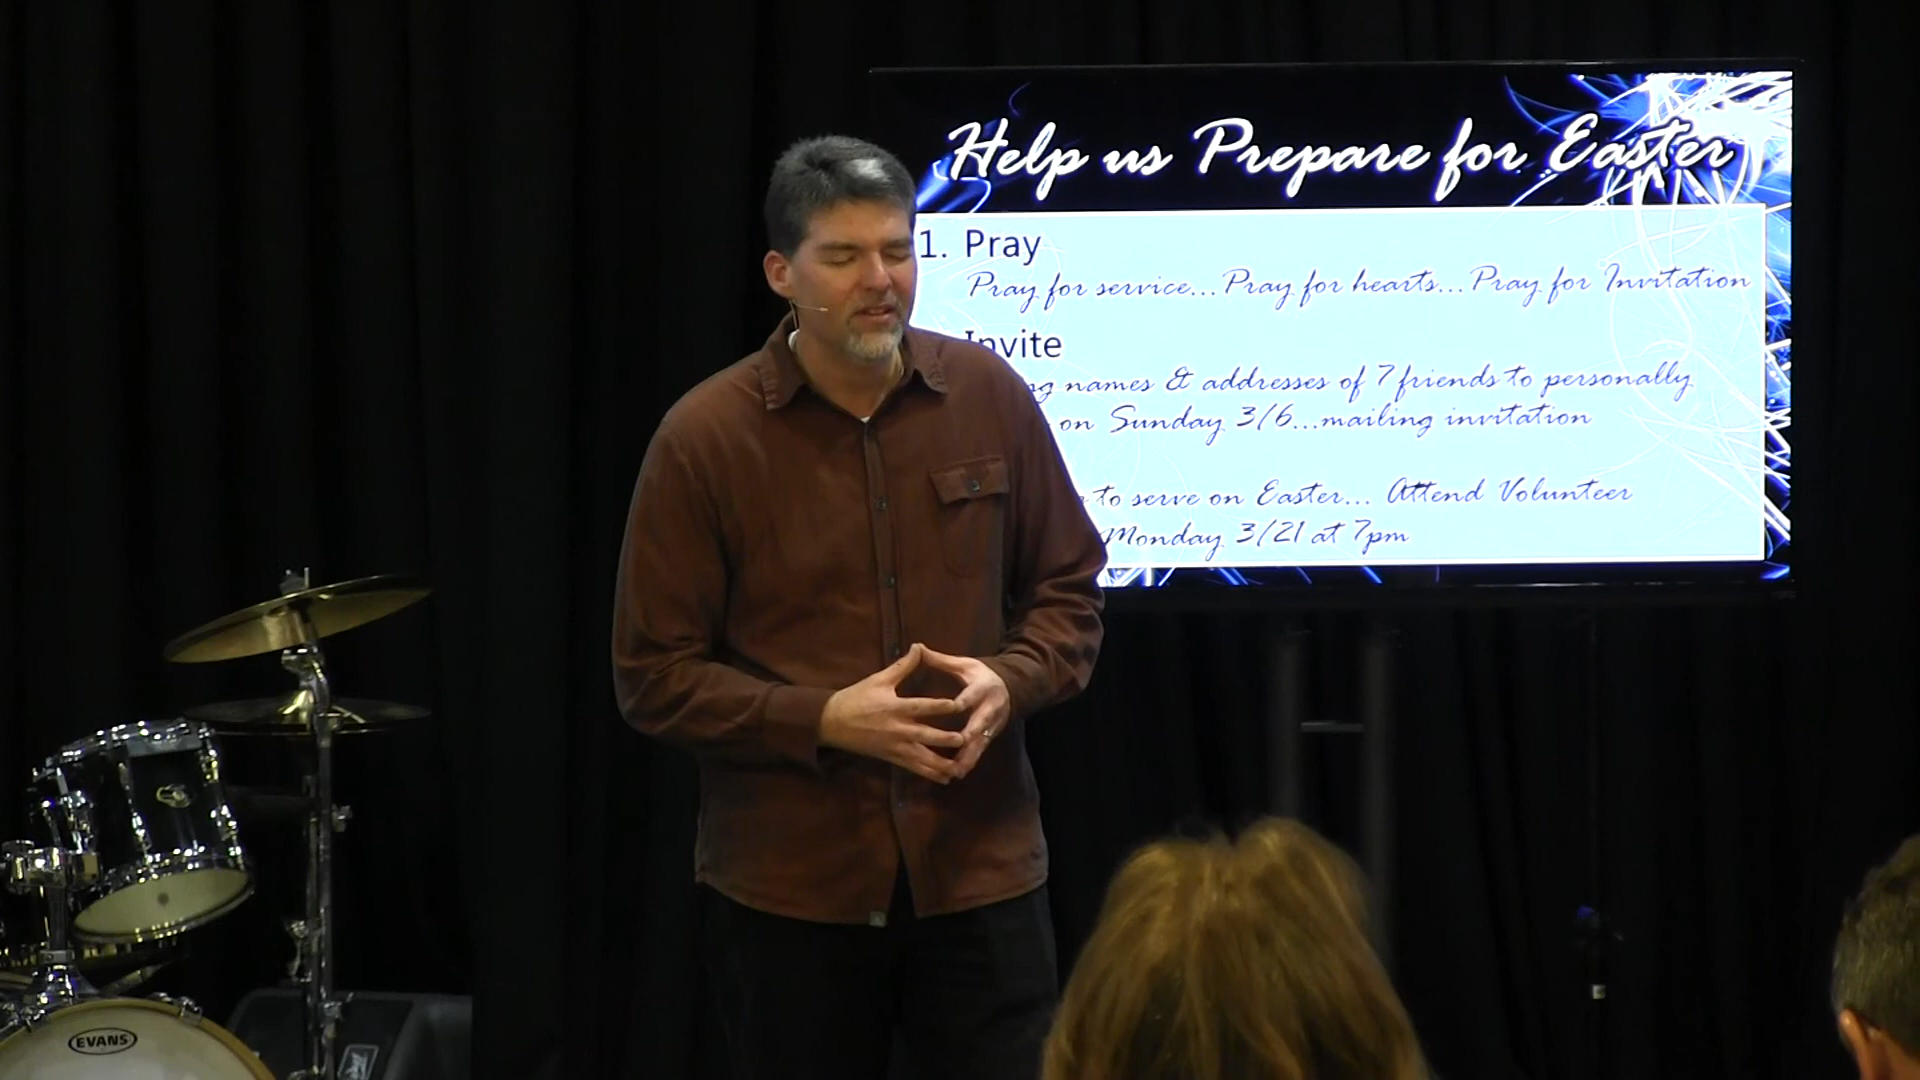 Help us Prepare for Easter
1. Pray
Pray for service...Pray for hearts...Pray for Invitation
Invite
names & addresses of 7 friends to personally
on Sunday 3/6...mailing invitation
to serve on Easter... Attend Volunteer
Monday 3/21 at 7pm
EVANS